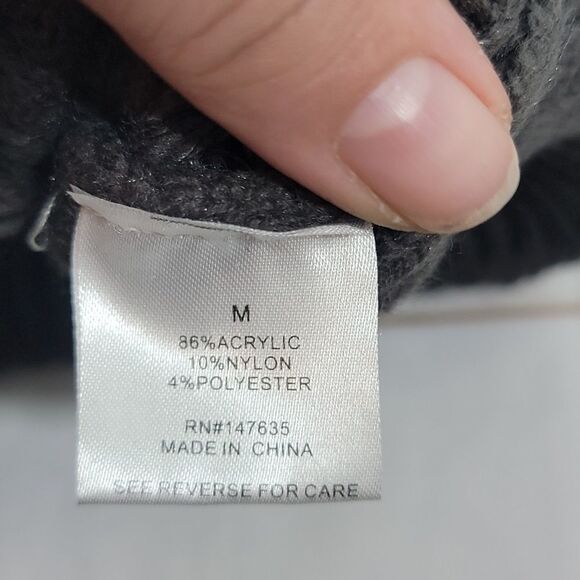 M
86%ACRYLIC
10%NYLON
4%POLYESTER
RN#147635
MADE IN CHINA
SEE REVERSE FOR CARE